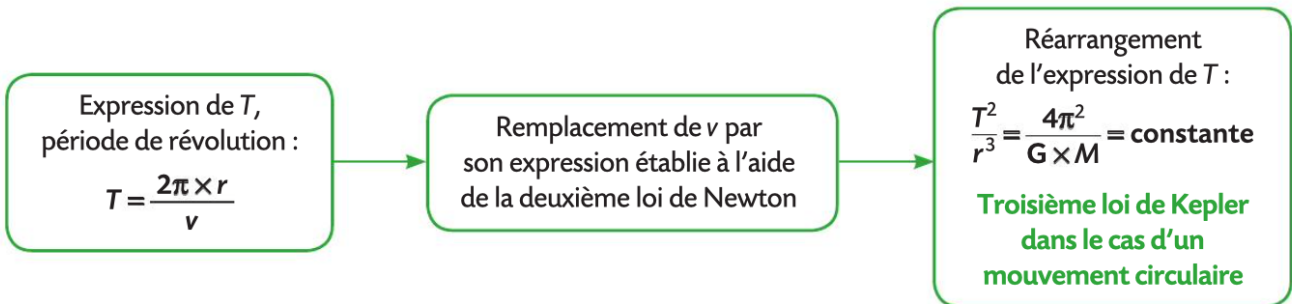 Expression de T,
période de révolution :
T = 2π × r / v
Remplacement de v par
son expression établie à l'aide
de la deuxième loi de Newton
Réarrangement
de l'expression de T :
T² / r³ = 4π² / G × M = constante
Troisième loi de Kepler
dans le cas d'un
mouvement circulaire